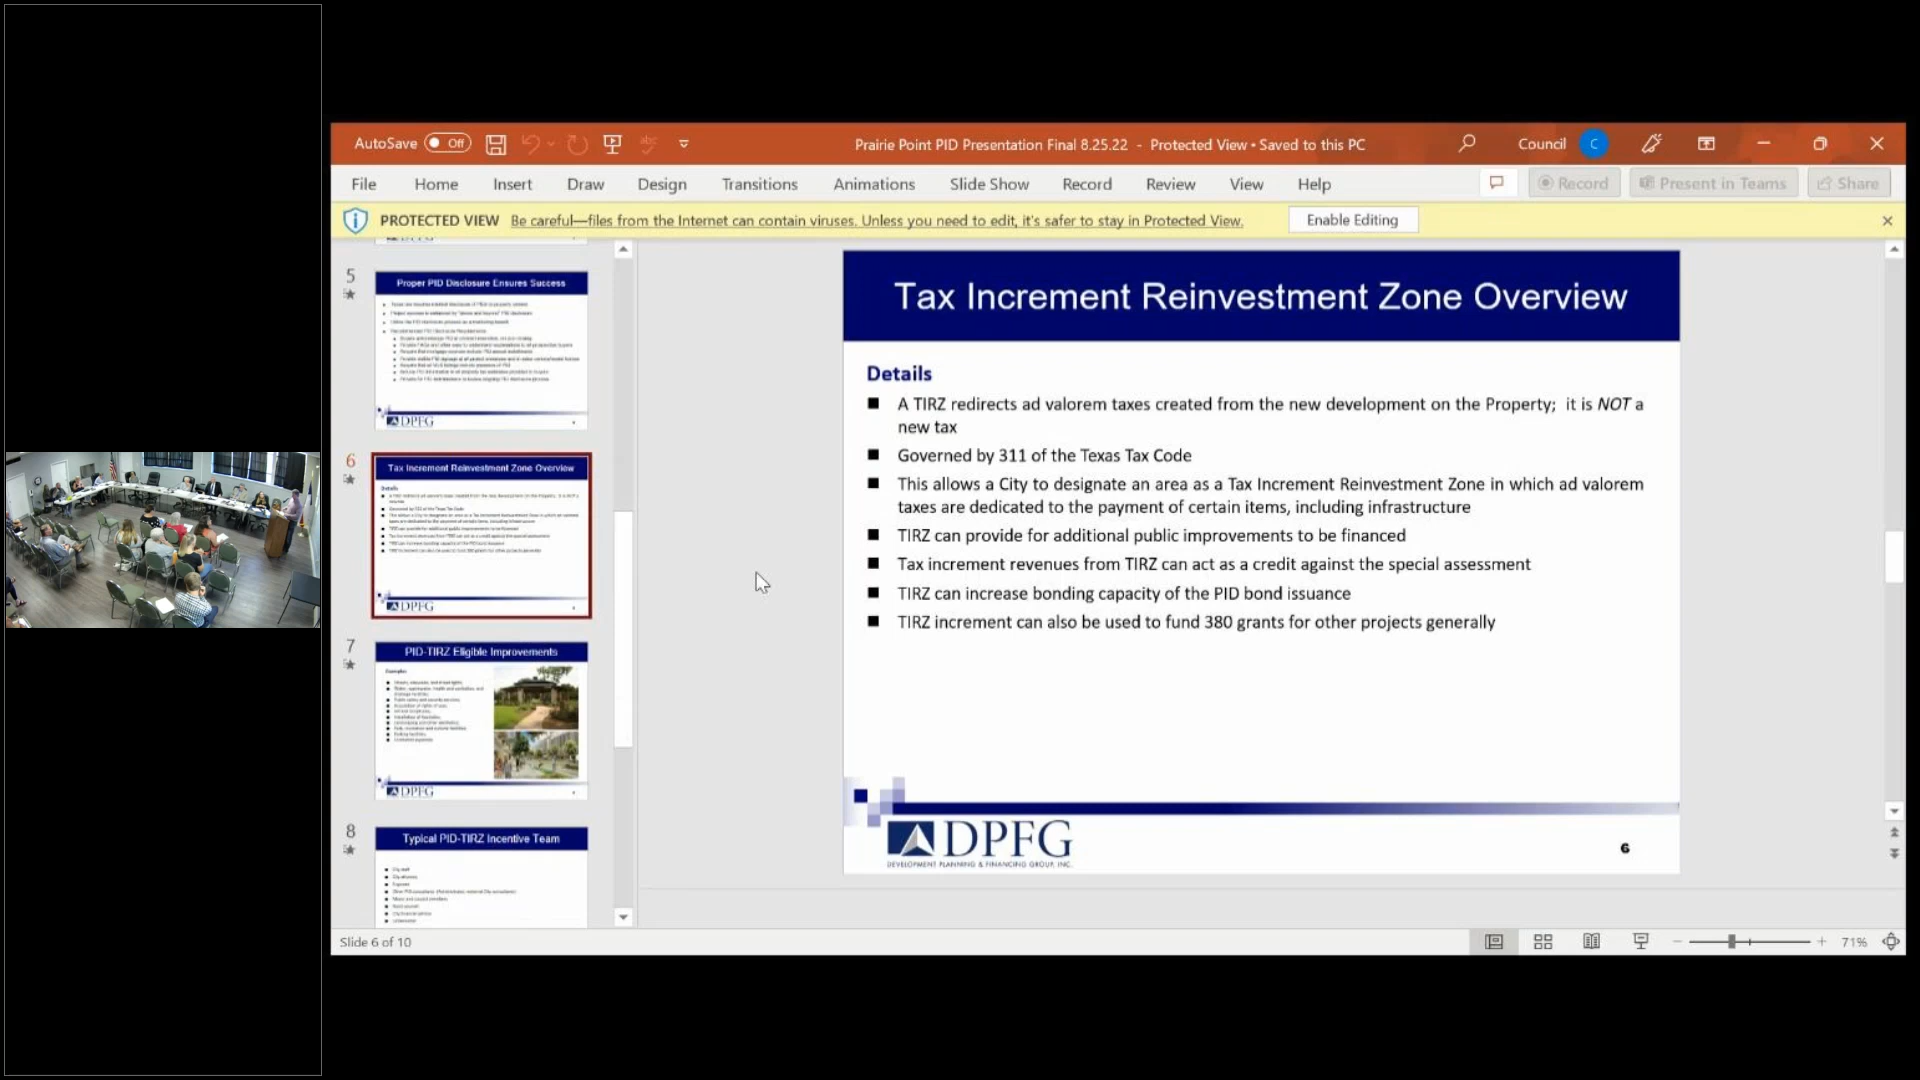 AutoSave Off
Prairie Point PID Presentation Final 8.25.22 - Protected View • Saved to this PC
Council C
File Home Insert Draw Design Transitions Animations Slide Show Record Review View Help
Record Present in Teams Share
PROTECTED VIEW Be careful—files from the Internet can contain viruses. Unless you need to edit, it's safer to stay in Protected View. Enable Editing
5
Proper PID Disclosure Ensures Success
DPFG
6
Tax Increment Reinvestment Zone Overview
DPFG
7
PID-TIRZ Eligible Improvements
DPFG
8
Typical PID-TIRZ Incentive Team
Tax Increment Reinvestment Zone Overview
Details
■ A TIRZ redirects ad valorem taxes created from the new development on the Property; it is NOT a
new tax
■ Governed by 311 of the Texas Tax Code
■ This allows a City to designate an area as a Tax Increment Reinvestment Zone in which ad valorem
taxes are dedicated to the payment of certain items, including infrastructure
■ TIRZ can provide for additional public improvements to be financed
■ Tax increment revenues from TIRZ can act as a credit against the special assessment
■ TIRZ can increase bonding capacity of the PID bond issuance
■ TIRZ increment can also be used to fund 380 grants for other projects generally
DPFG
DEVELOPMENT PLANNING & FINANCING GROUP, INC.
6
Slide 6 of 10
71%